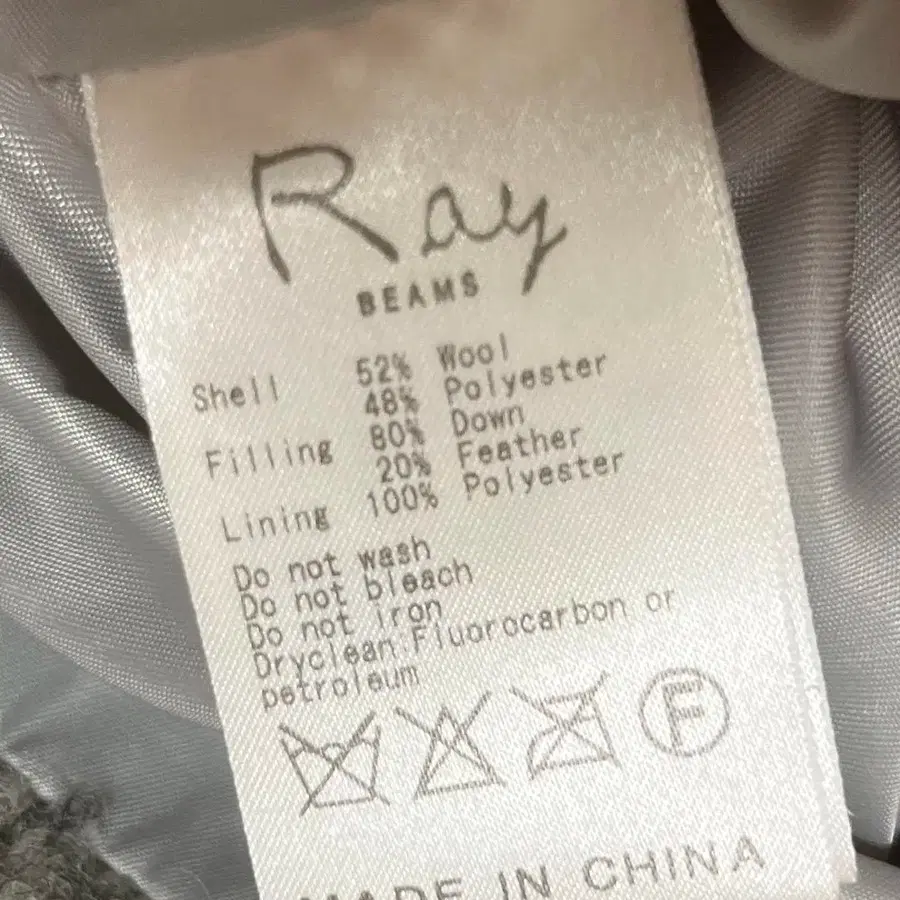 Ray
BEAMS
Shell 52% Wool
48% Polyester
Filling 80% Down
20% Feather
Lining 100% Polyester
Do not wash
Do not bleach
Do not iron
Dryclean:Fluorocarbon or
petroleum
F
MADE IN CHINA